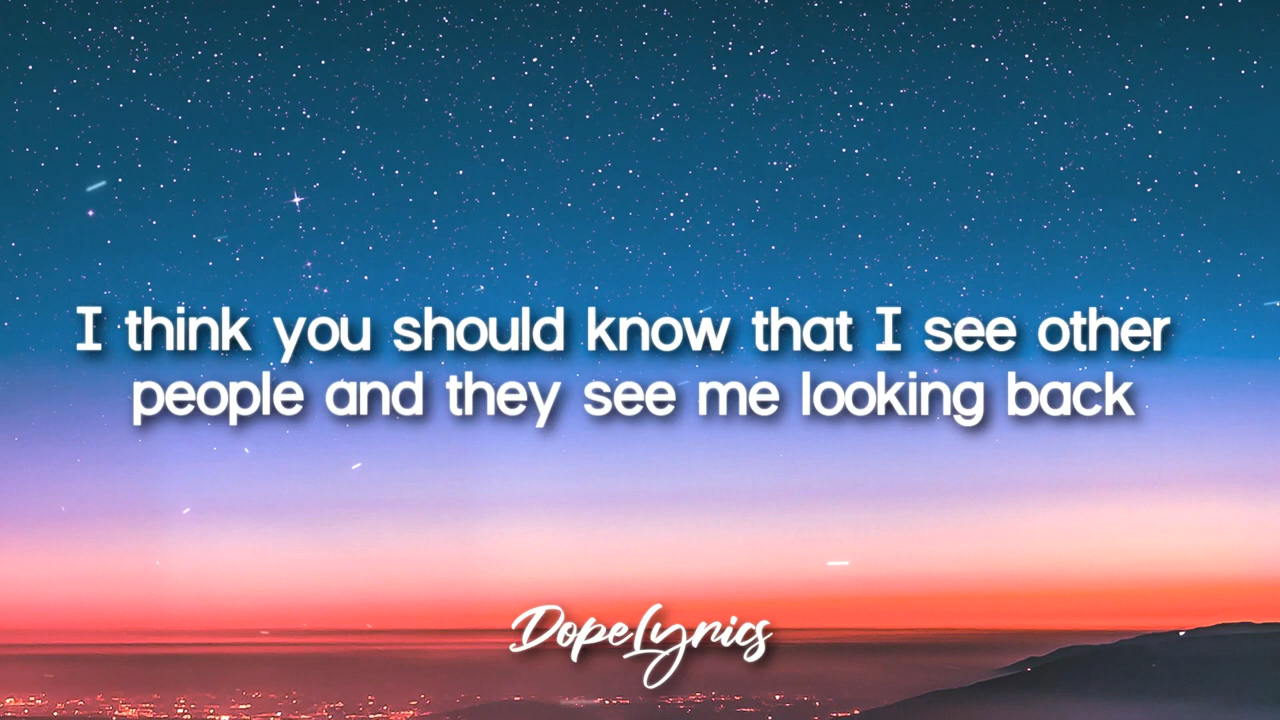 I think you should know that I see other
people and they see me looking back
DopeLyrics